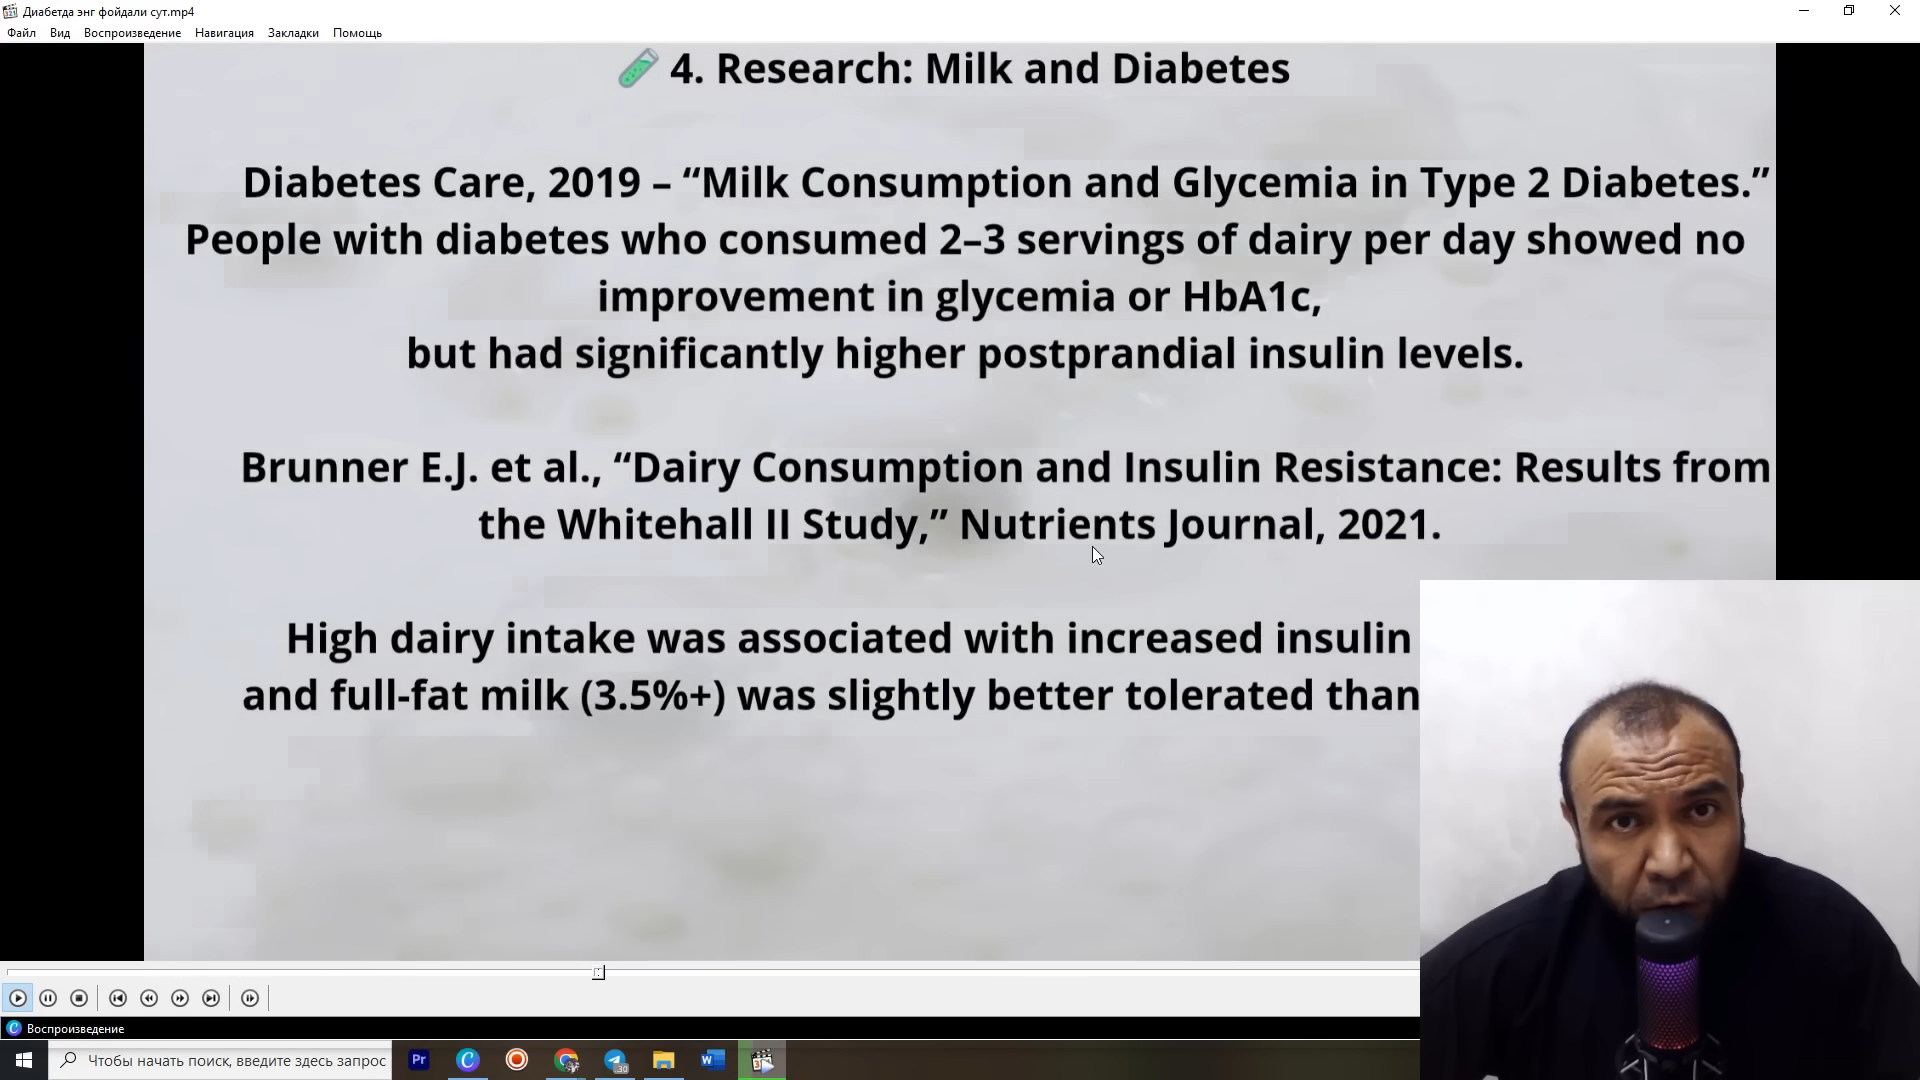 Диабетда энг фойдали сут.mp4
Файл Вид Воспроизведение Навигация Закладки Помощь
4. Research: Milk and Diabetes
Diabetes Care, 2019 – “Milk Consumption and Glycemia in Type 2 Diabetes.”
People with diabetes who consumed 2–3 servings of dairy per day showed no
improvement in glycemia or HbA1c,
but had significantly higher postprandial insulin levels.
Brunner E.J. et al., “Dairy Consumption and Insulin Resistance: Results from
the Whitehall II Study,” Nutrients Journal, 2021.
High dairy intake was associated with increased insulin
and full-fat milk (3.5%+) was slightly better tolerated than
Воспроизведение
Чтобы начать поиск, введите здесь запрос